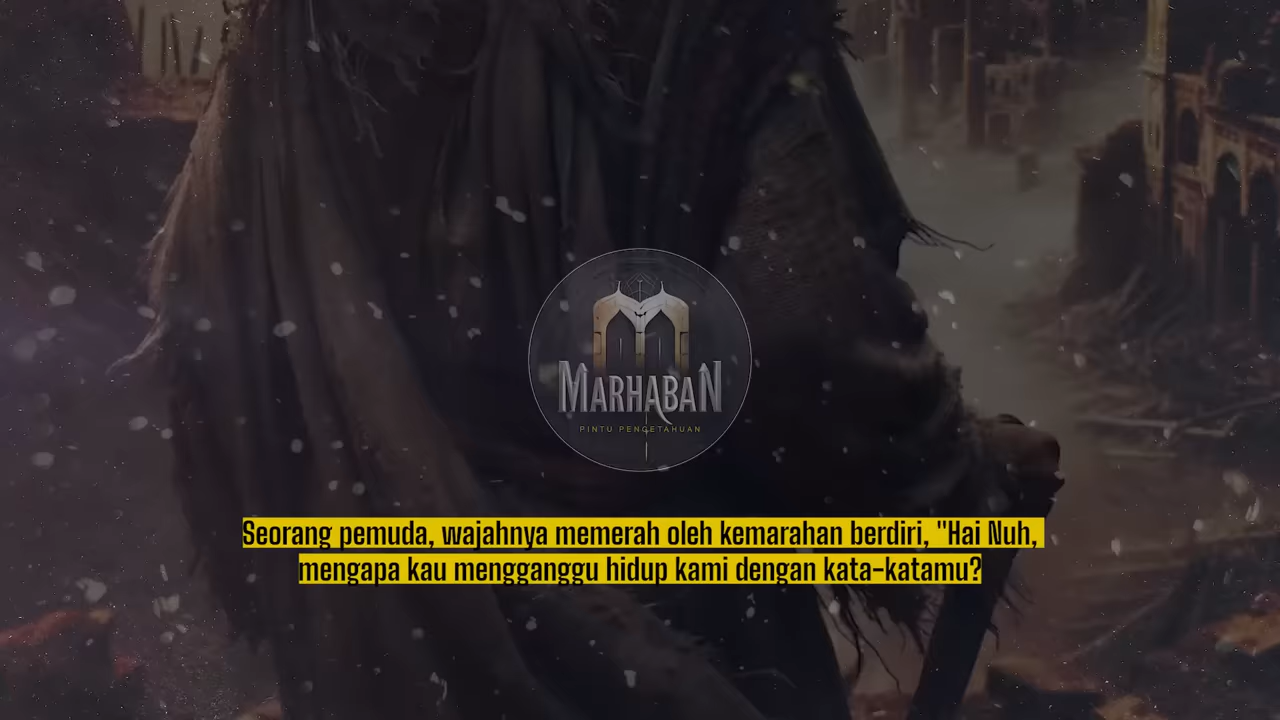 MARHABAN
PINTU PENGETAHUAN
Seorang pemuda, wajahnya memerah oleh kemarahan berdiri, "Hai Nuh,
mengapa kau mengganggu hidup kami dengan kata-katamu?